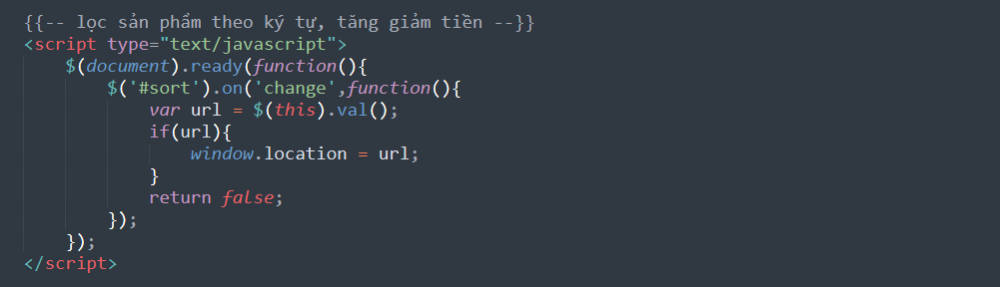 {{-- lọc sản phẩm theo ký tự, tăng giảm tiền --}}
<script type="text/javascript">
$(document).ready(function(){
$('#sort').on('change',function(){
var url = $(this).val();
if(url){
window.location = url;
}
return false;
});
});
</script>